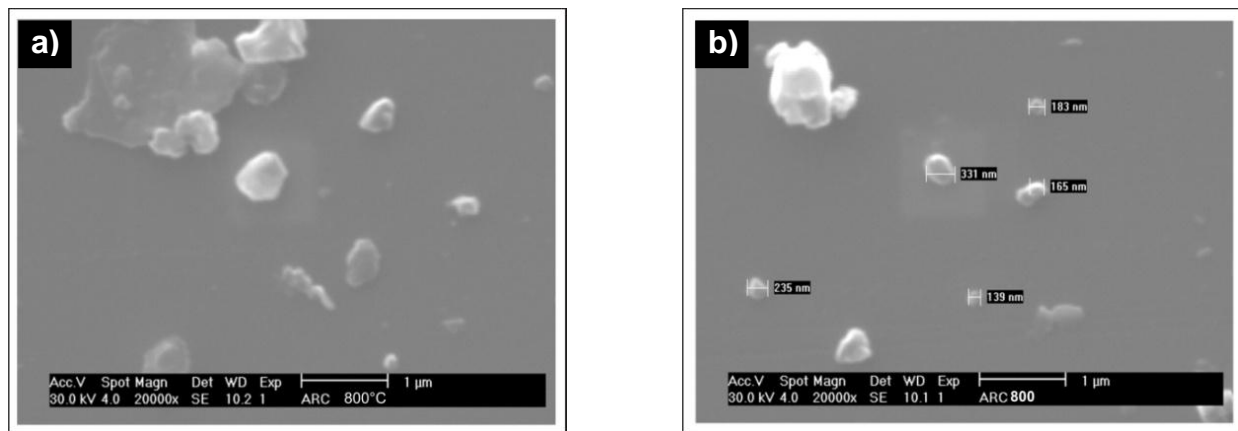 a)
Acc.V Spot Magn Det WD Exp 1 µm
30.0 kV 4.0 20000x SE 10.2 1 ARC 800°C
b)
183 nm
331 nm
165 nm
235 nm
139 nm
Acc.V Spot Magn Det WD Exp 1 µm
30.0 kV 4.0 20000x SE 10.1 1 ARC 800